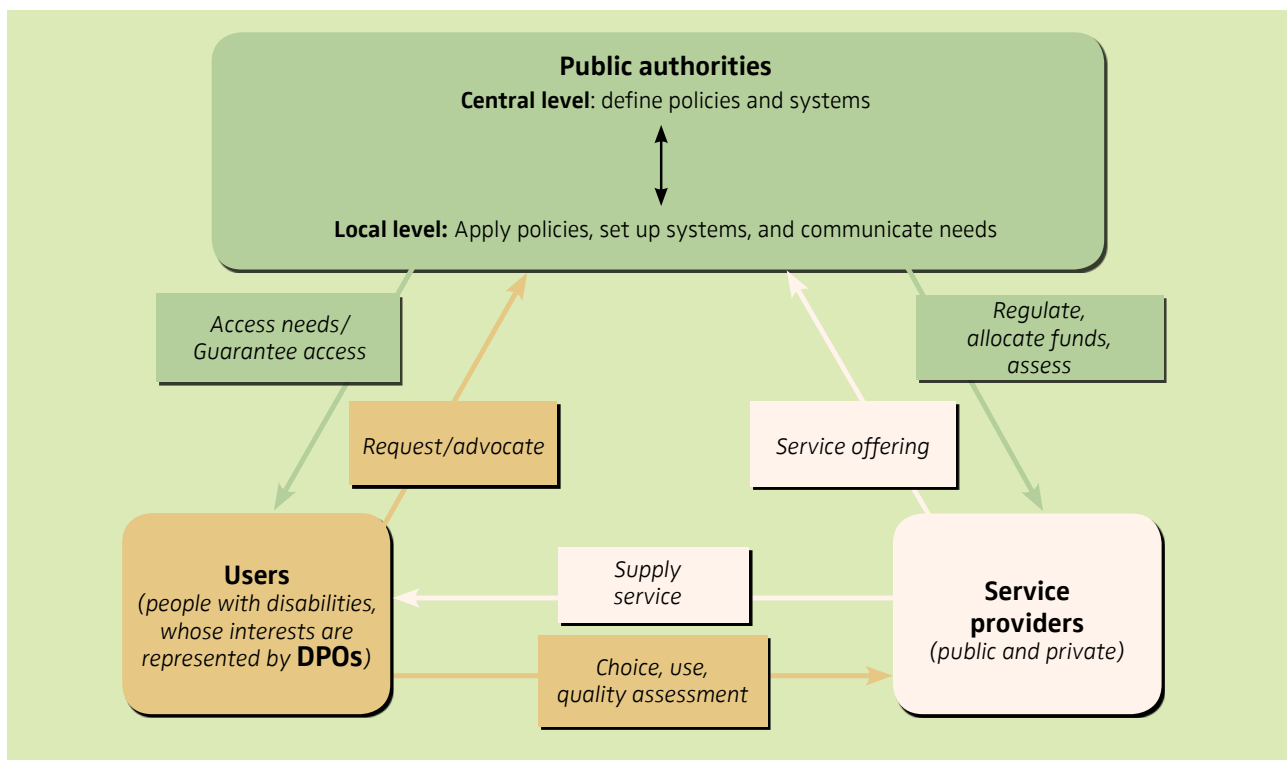 Public authorities
Central level: define policies and systems
Local level: Apply policies, set up systems, and communicate needs
Access needs/
Guarantee access
Regulate,
allocate funds,
assess
Request/advocate
Service offering
Users
(people with disabilities,
whose interests are
represented by DPOs)
Supply
service
Service
providers
(public and private)
Choice, use,
quality assessment